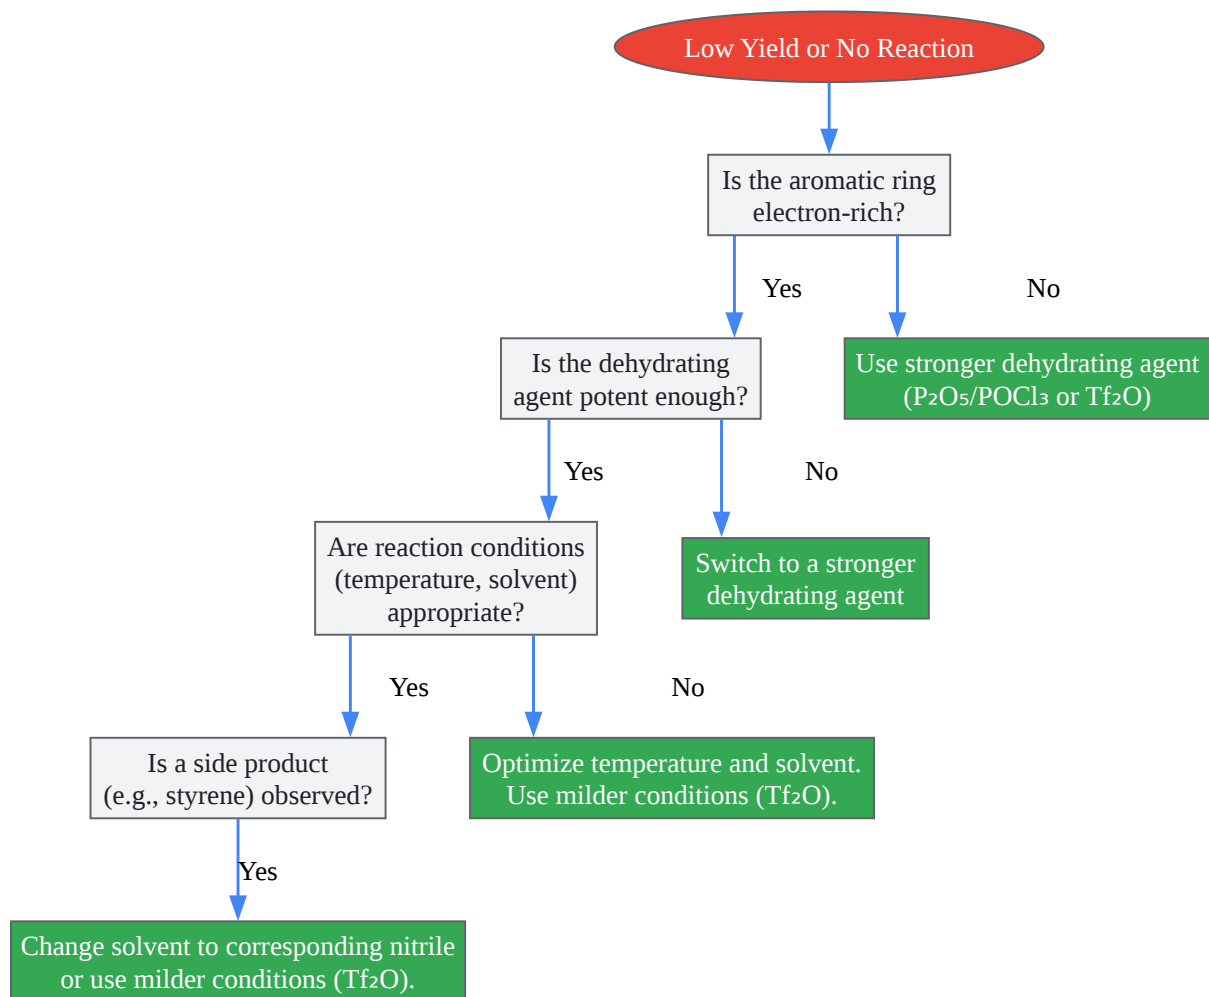 Low Yield or No Reaction
Is the aromatic ring
electron-rich?
Yes
No
Is the dehydrating
agent potent enough?
Use stronger dehydrating agent
(P₂O₅/POCl₃ or Tf₂O)
Yes
No
Are reaction conditions
(temperature, solvent)
appropriate?
Switch to a stronger
dehydrating agent
Yes
No
Is a side product
(e.g., styrene) observed?
Optimize temperature and solvent.
Use milder conditions (Tf₂O).
Yes
Change solvent to corresponding nitrile
or use milder conditions (Tf₂O).